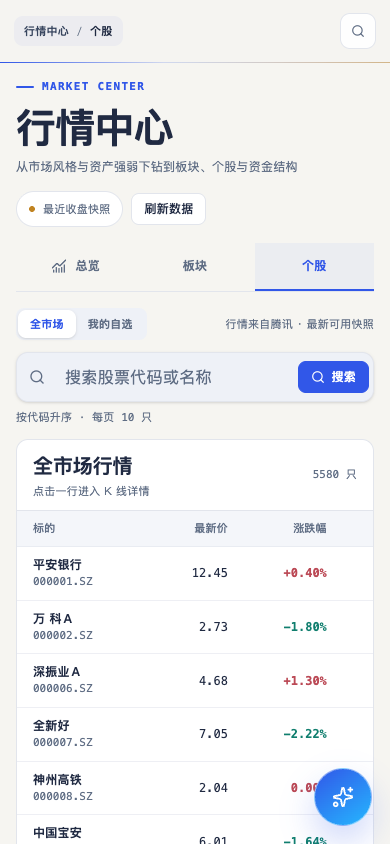 行情中心 / 个股
MARKET CENTER
行情中心
从市场风格与资产强弱下钻到板块、个股与资金结构
最近收盘快照
刷新数据
总览 板块 个股
全市场 我的自选 行情来自腾讯 · 最新可用快照
搜索股票代码或名称 搜索
按代码升序 · 每页 10 只
全市场行情
点击一行进入 K 线详情
5580 只
标的 最新价 涨跌幅
平安银行
000001.SZ
12.45 +0.40%
万 科A
000002.SZ
2.73 −1.80%
深振业A
000006.SZ
4.68 +1.30%
全新好
000007.SZ
7.05 −2.22%
神州高铁
000008.SZ
2.04
中国宝安
6.01 −1.64%